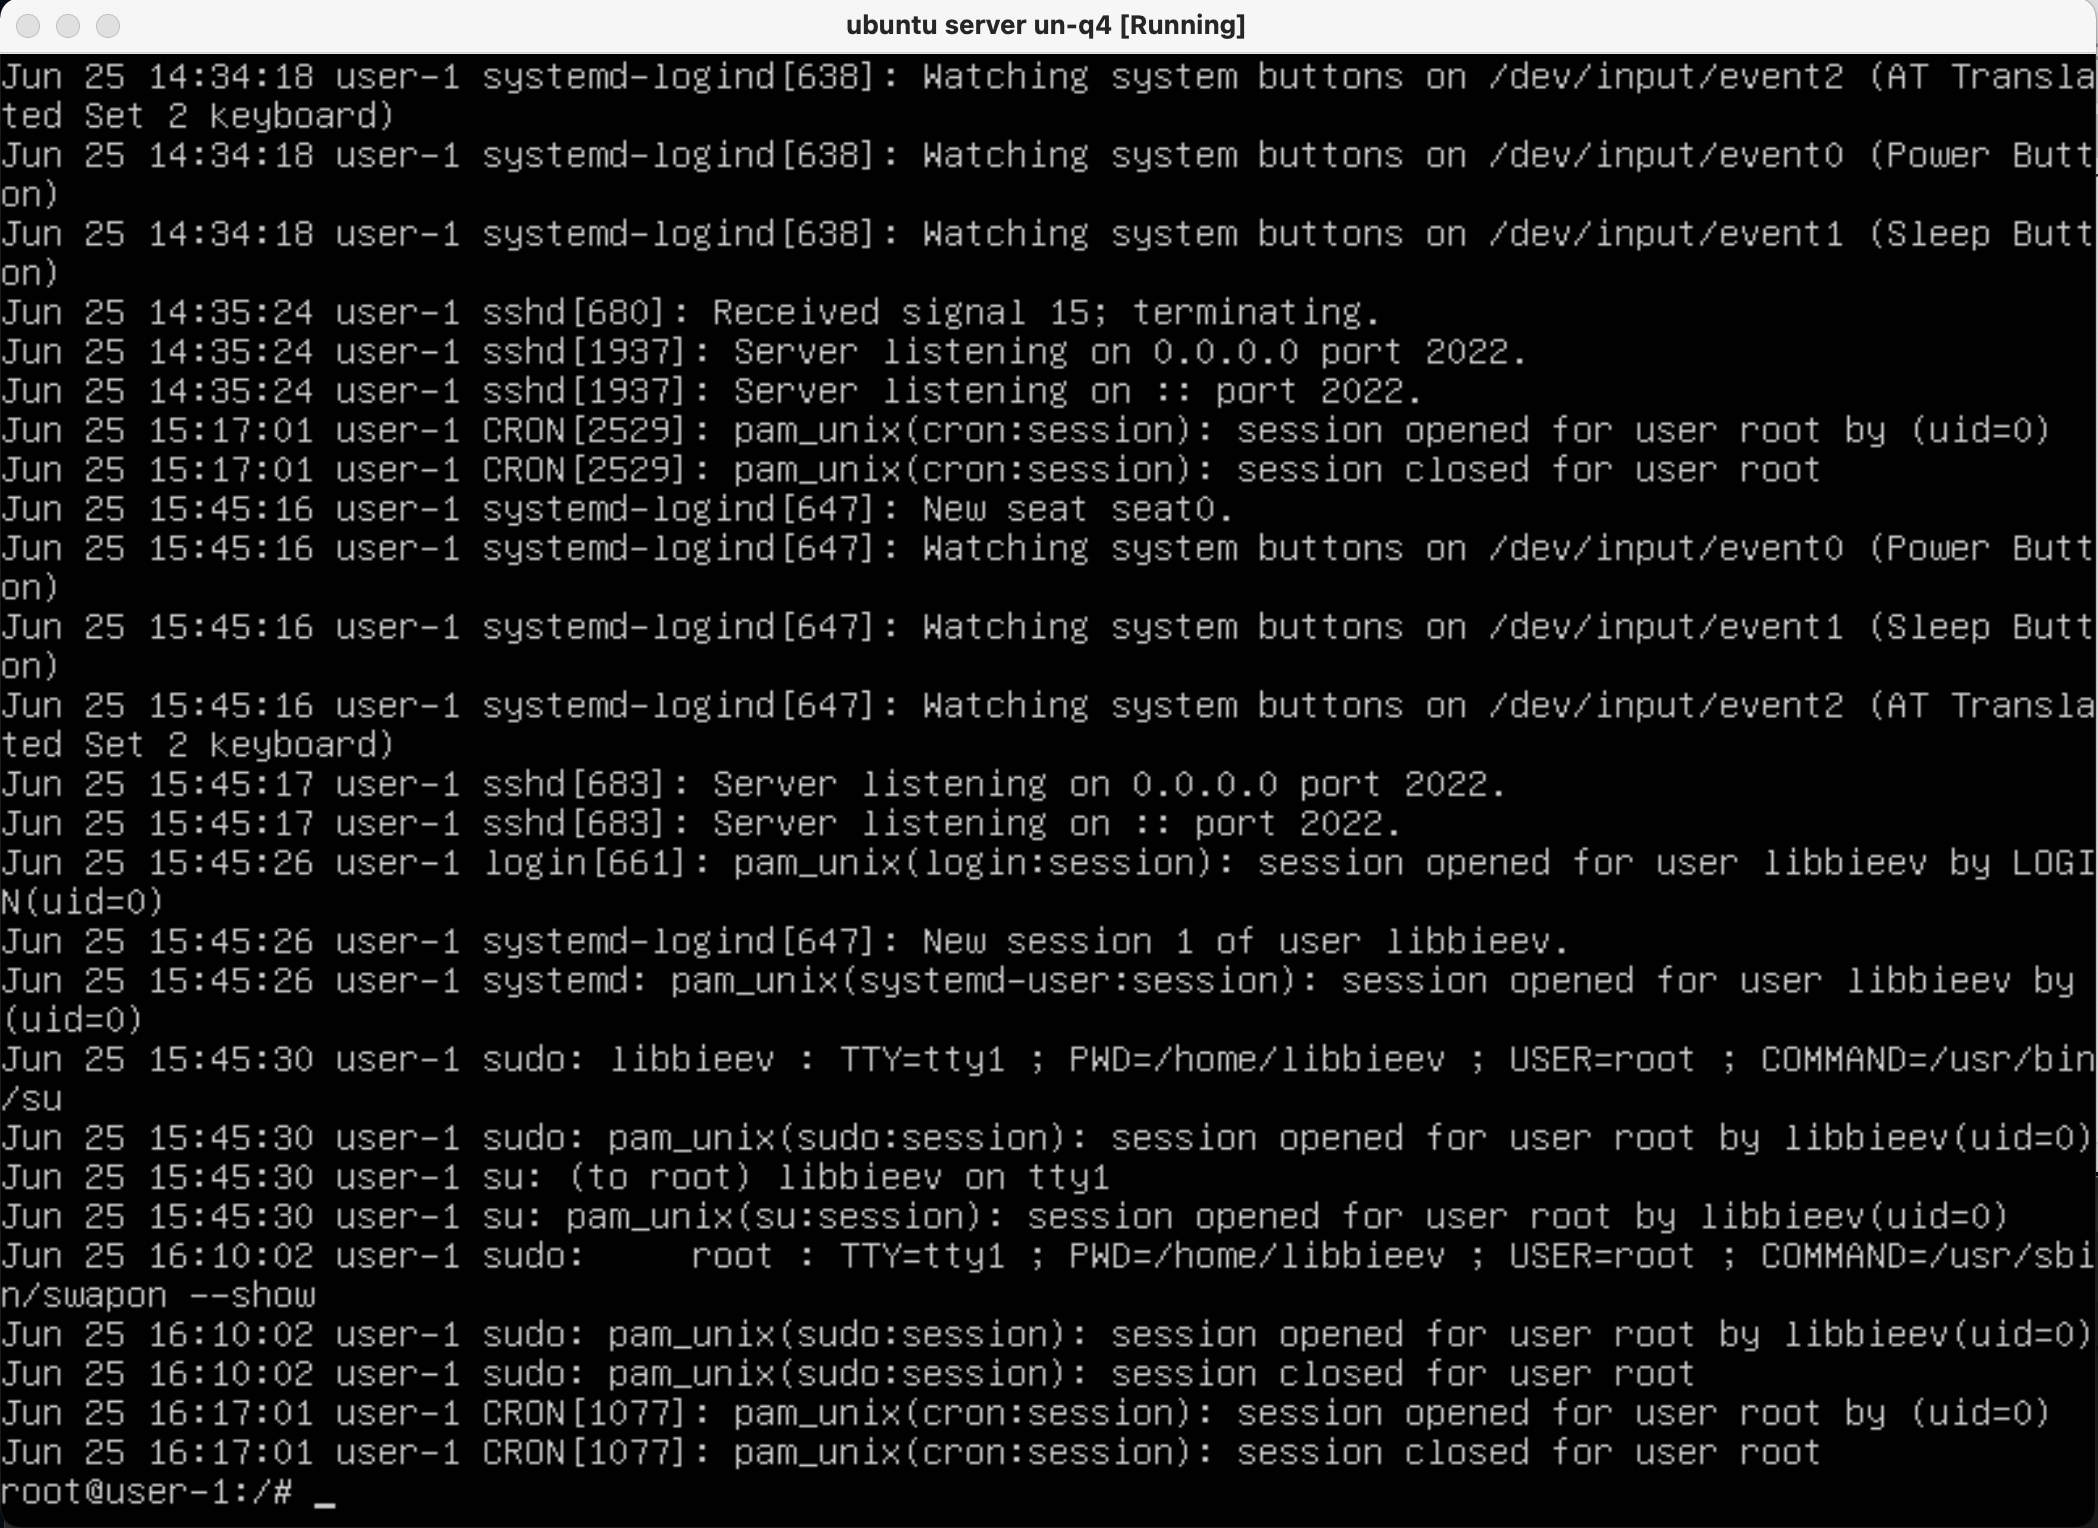 ubuntu server un-q4 [Running]
Jun 25 14:34:18 user-1 systemd-logind[638]: Watching system buttons on /dev/input/event2 (AT Transla
ted Set 2 keyboard)
Jun 25 14:34:18 user-1 systemd-logind[638]: Watching system buttons on /dev/input/event0 (Power Butt
on)
Jun 25 14:34:18 user-1 systemd-logind[638]: Watching system buttons on /dev/input/event1 (Sleep Butt
on)
Jun 25 14:35:24 user-1 sshd[680]: Received signal 15; terminating.
Jun 25 14:35:24 user-1 sshd[1937]: Server listening on 0.0.0.0 port 2022.
Jun 25 14:35:24 user-1 sshd[1937]: Server listening on :: port 2022.
Jun 25 15:17:01 user-1 CRON[2529]: pam_unix(cron:session): session opened for user root by (uid=0)
Jun 25 15:17:01 user-1 CRON[2529]: pam_unix(cron:session): session closed for user root
Jun 25 15:45:16 user-1 systemd-logind[647]: New seat seat0.
Jun 25 15:45:16 user-1 systemd-logind[647]: Watching system buttons on /dev/input/event0 (Power Butt
on)
Jun 25 15:45:16 user-1 systemd-logind[647]: Watching system buttons on /dev/input/event1 (Sleep Butt
on)
Jun 25 15:45:16 user-1 systemd-logind[647]: Watching system buttons on /dev/input/event2 (AT Transla
ted Set 2 keyboard)
Jun 25 15:45:17 user-1 sshd[683]: Server listening on 0.0.0.0 port 2022.
Jun 25 15:45:17 user-1 sshd[683]: Server listening on :: port 2022.
Jun 25 15:45:26 user-1 login[661]: pam_unix(login:session): session opened for user libbieev by LOGI
N(uid=0)
Jun 25 15:45:26 user-1 systemd-logind[647]: New session 1 of user libbieev.
Jun 25 15:45:26 user-1 systemd: pam_unix(systemd-user:session): session opened for user libbieev by
(uid=0)
Jun 25 15:45:30 user-1 sudo: libbieev : TTY=tty1 ; PWD=/home/libbieev ; USER=root ; COMMAND=/usr/bin
/su
Jun 25 15:45:30 user-1 sudo: pam_unix(sudo:session): session opened for user root by libbieev(uid=0)
Jun 25 15:45:30 user-1 su: (to root) libbieev on tty1
Jun 25 15:45:30 user-1 su: pam_unix(su:session): session opened for user root by libbieev(uid=0)
Jun 25 16:10:02 user-1 sudo:     root : TTY=tty1 ; PWD=/home/libbieev ; USER=root ; COMMAND=/usr/sbi
n/swapon --show
Jun 25 16:10:02 user-1 sudo: pam_unix(sudo:session): session opened for user root by libbieev(uid=0)
Jun 25 16:10:02 user-1 sudo: pam_unix(sudo:session): session closed for user root
Jun 25 16:17:01 user-1 CRON[1077]: pam_unix(cron:session): session opened for user root by (uid=0)
Jun 25 16:17:01 user-1 CRON[1077]: pam_unix(cron:session): session closed for user root
root@user-1:/# _